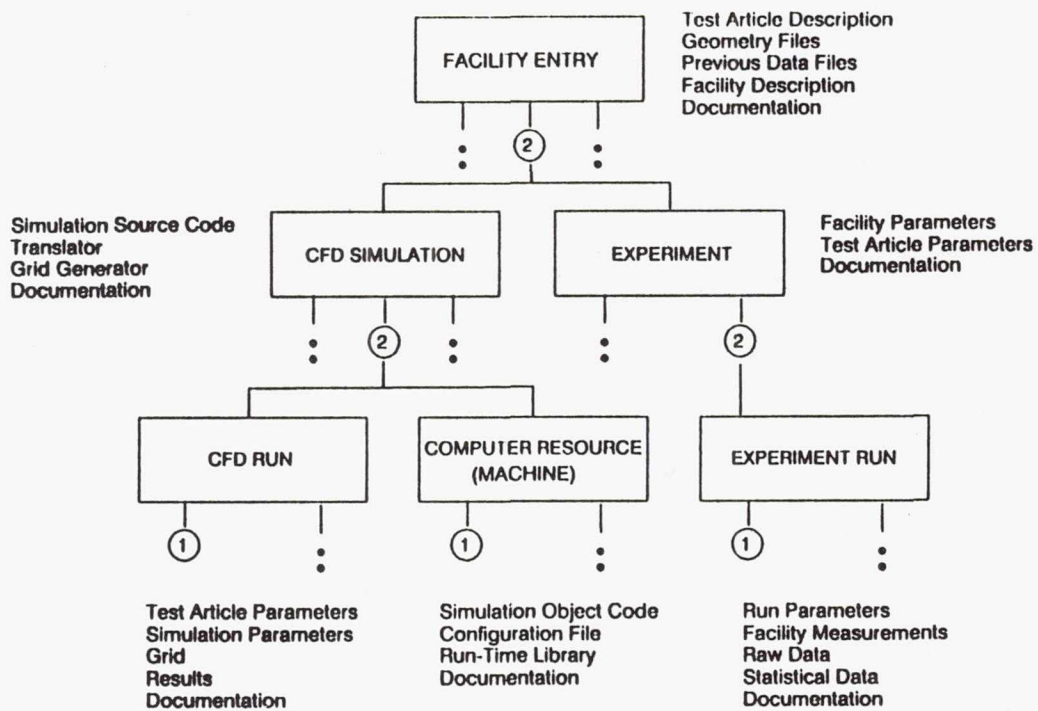 FACILITY ENTRY
Test Article Description
Geometry Files
Previous Data Files
Facility Description
Documentation
2
Simulation Source Code
Translator
Grid Generator
Documentation
CFD SIMULATION
EXPERIMENT
Facility Parameters
Test Article Parameters
Documentation
2
2
CFD RUN
COMPUTER RESOURCE
(MACHINE)
EXPERIMENT RUN
1
1
1
Test Article Parameters
Simulation Parameters
Grid
Results
Documentation
Simulation Object Code
Configuration File
Run-Time Library
Documentation
Run Parameters
Facility Measurements
Raw Data
Statistical Data
Documentation